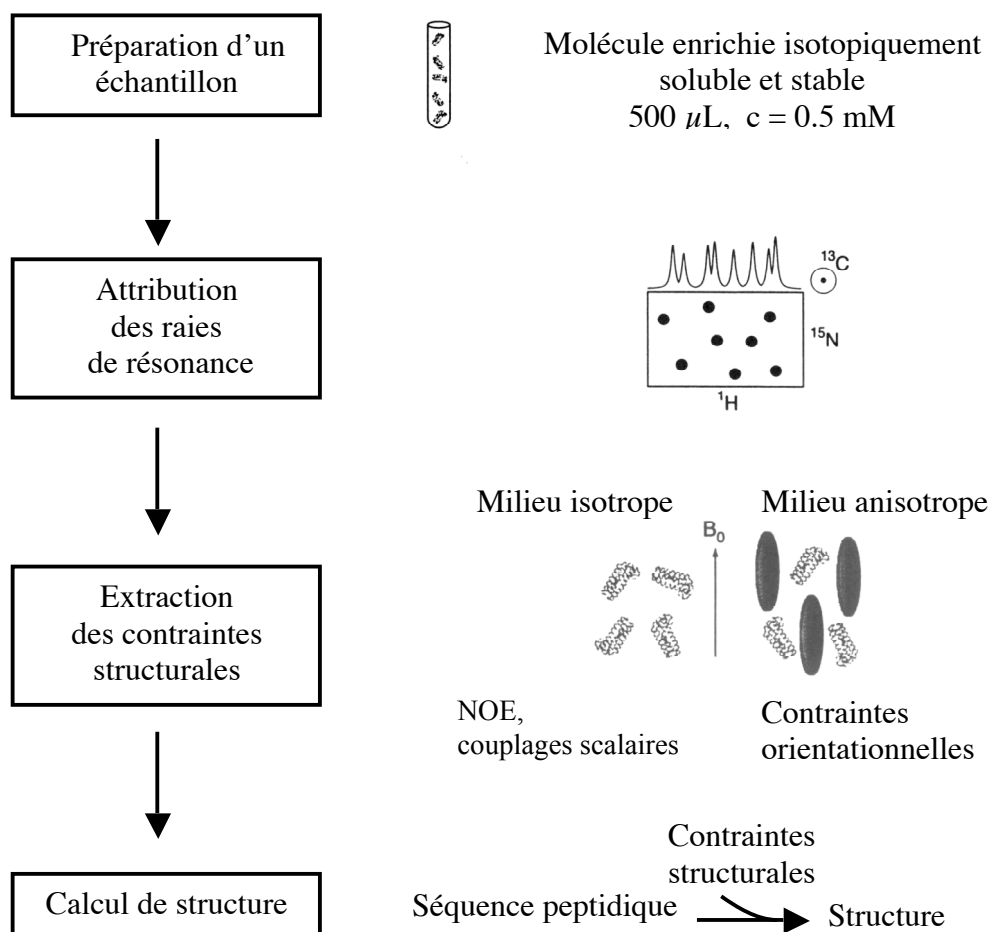 Préparation d’un
échantillon
Molécule enrichie isotopiquement
soluble et stable
500 µL, c = 0.5 mM
Attribution
des raies
de résonance
¹³C
¹⁵N
¹H
Milieu isotrope
Milieu anisotrope
B₀
Extraction
des contraintes
structurales
NOE,
couplages scalaires
Contraintes
orientationnelles
Calcul de structure
Contraintes
structurales
Séquence peptidique
Structure